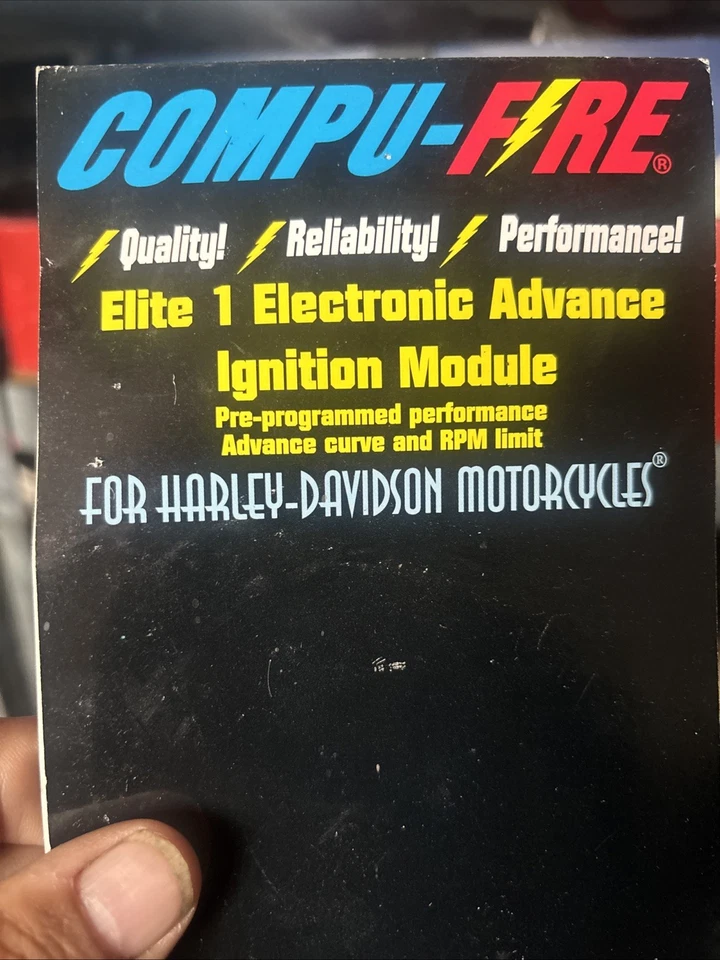 COMPU-FIRE®
Quality! Reliability! Performance!
Elite 1 Electronic Advance
Ignition Module
Pre-programmed performance
Advance curve and RPM limit
FOR HARLEY-DAVIDSON MOTORCYCLES®